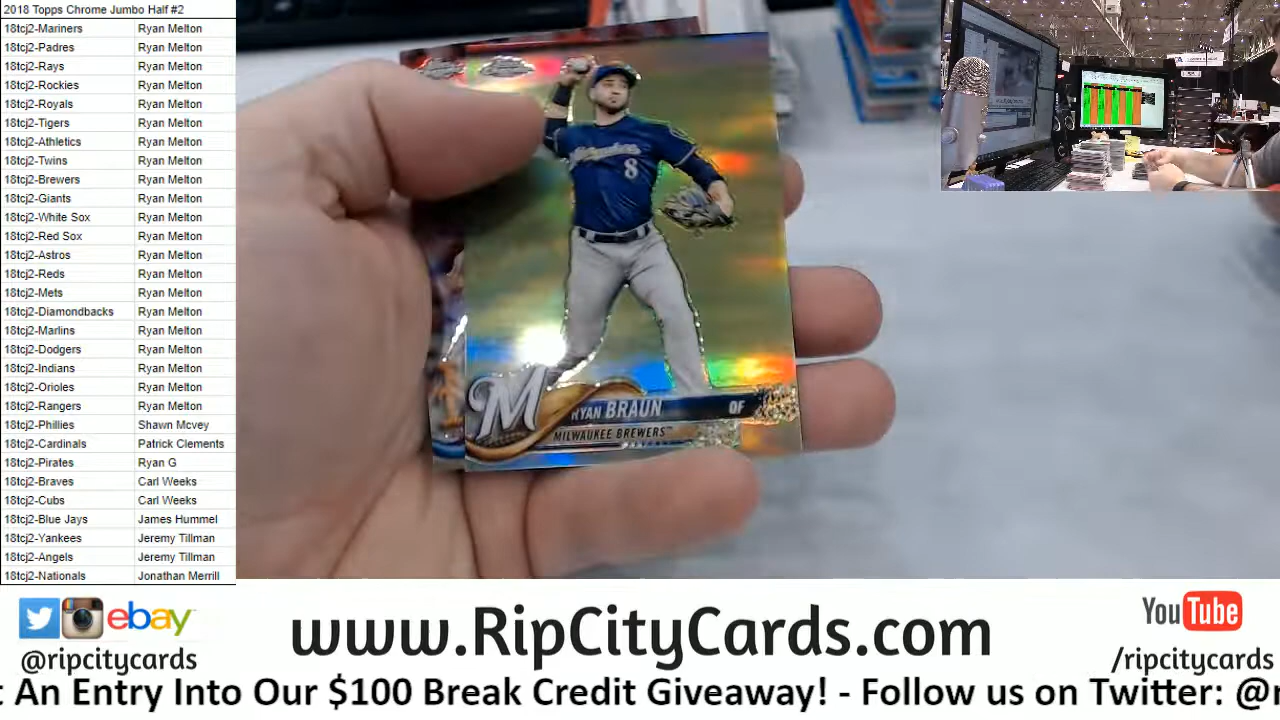 2018 Topps Chrome Jumbo Half #2
18tcj2-Mariners Ryan Melton
18tcj2-Padres Ryan Melton
18tcj2-Rays Ryan Melton
18tcj2-Rockies Ryan Melton
18tcj2-Royals Ryan Melton
18tcj2-Tigers Ryan Melton
18tcj2-Athletics Ryan Melton
18tcj2-Twins Ryan Melton
18tcj2-Brewers Ryan Melton
18tcj2-Giants Ryan Melton
18tcj2-White Sox Ryan Melton
18tcj2-Red Sox Ryan Melton
18tcj2-Astros Ryan Melton
18tcj2-Reds Ryan Melton
18tcj2-Mets Ryan Melton
18tcj2-Diamondbacks Ryan Melton
18tcj2-Marlins Ryan Melton
18tcj2-Dodgers Ryan Melton
18tcj2-Indians Ryan Melton
18tcj2-Orioles Ryan Melton
18tcj2-Rangers Ryan Melton
18tcj2-Phillies Shawn Mcvey
18tcj2-Cardinals Patrick Clements
18tcj2-Pirates Ryan G
18tcj2-Braves Carl Weeks
18tcj2-Cubs Carl Weeks
18tcj2-Blue Jays James Hummel
18tcj2-Yankees Jeremy Tillman
18tcj2-Angels Jeremy Tillman
18tcj2-Nationals Jonathan Merrill
8
M
RYAN BRAUN OF
MILWAUKEE BREWERS™
ebay
@ripcitycards
www.RipCityCards.com
YouTube
/ripcitycards
An Entry Into Our $100 Break Credit Giveaway! - Follow us on Twitter: